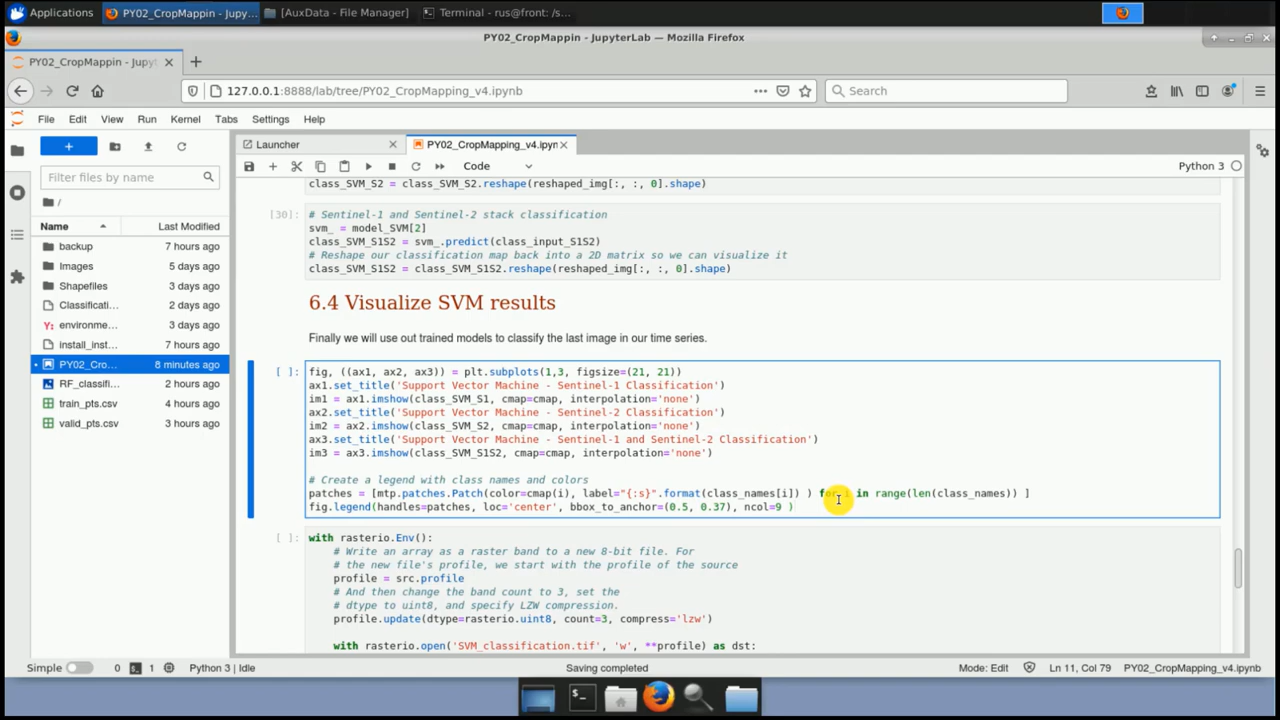 Applications
PY02_CropMappin - Jupy...
[AuxData - File Manager]
Terminal - rus@front: /s...
PY02_CropMappin - JupyterLab — Mozilla Firefox
PY02_CropMappin - Jupyt
127.0.0.1:8888/lab/tree/PY02_CropMapping_v4.ipynb
Search
File Edit View Run Kernel Tabs Settings Help
Launcher
PY02_CropMapping_v4.ipyn
Code
Python 3
Filter files by name
/
Name Last Modified
backup 7 hours ago
Images 5 days ago
Shapefiles 3 days ago
Classificati... 2 days ago
environme... 3 days ago
install_inst... 7 hours ago
PY02_Cro... 8 minutes ago
RF_classifi... 2 hours ago
train_pts.csv 4 hours ago
valid_pts.csv 3 hours ago
class_SVM_S2 = class_SVM_S2.reshape(reshaped_img[:, :, 0].shape)
[30]: # Sentinel-1 and Sentinel-2 stack classification
svm_ = model_SVM[2]
class_SVM_S1S2 = svm_.predict(class_input_S1S2)
# Reshape our classification map back into a 2D matrix so we can visualize it
class_SVM_S1S2 = class_SVM_S1S2.reshape(reshaped_img[:, :, 0].shape)
6.4 Visualize SVM results
Finally we will use out trained models to classify the last image in our time series.
[ ]: fig, ((ax1, ax2, ax3)) = plt.subplots(1,3, figsize=(21, 21))
ax1.set_title('Support Vector Machine - Sentinel-1 Classification')
im1 = ax1.imshow(class_SVM_S1, cmap=cmap, interpolation='none')
ax2.set_title('Support Vector Machine - Sentinel-2 Classification')
im2 = ax2.imshow(class_SVM_S2, cmap=cmap, interpolation='none')
ax3.set_title('Support Vector Machine - Sentinel-1 and Sentinel-2 Classification')
im3 = ax3.imshow(class_SVM_S1S2, cmap=cmap, interpolation='none')
# Create a legend with class names and colors
patches = [mtp.patches.Patch(color=cmap(i), label="{:s}".format(class_names[i]) ) for i in range(len(class_names)) ]
fig.legend(handles=patches, loc='center', bbox_to_anchor=(0.5, 0.37), ncol=9 )
[ ]: with rasterio.Env():
# Write an array as a raster band to a new 8-bit file. For
# the new file's profile, we start with the profile of the source
profile = src.profile
# And then change the band count to 3, set the
# dtype to uint8, and specify LZW compression.
profile.update(dtype=rasterio.uint8, count=3, compress='lzw')
with rasterio.open('SVM_classification.tif', 'w', **profile) as dst:
Simple 0 1 Python 3 | Idle Saving completed Mode: Edit Ln 11, Col 79 PY02_CropMapping_v4.ipynb